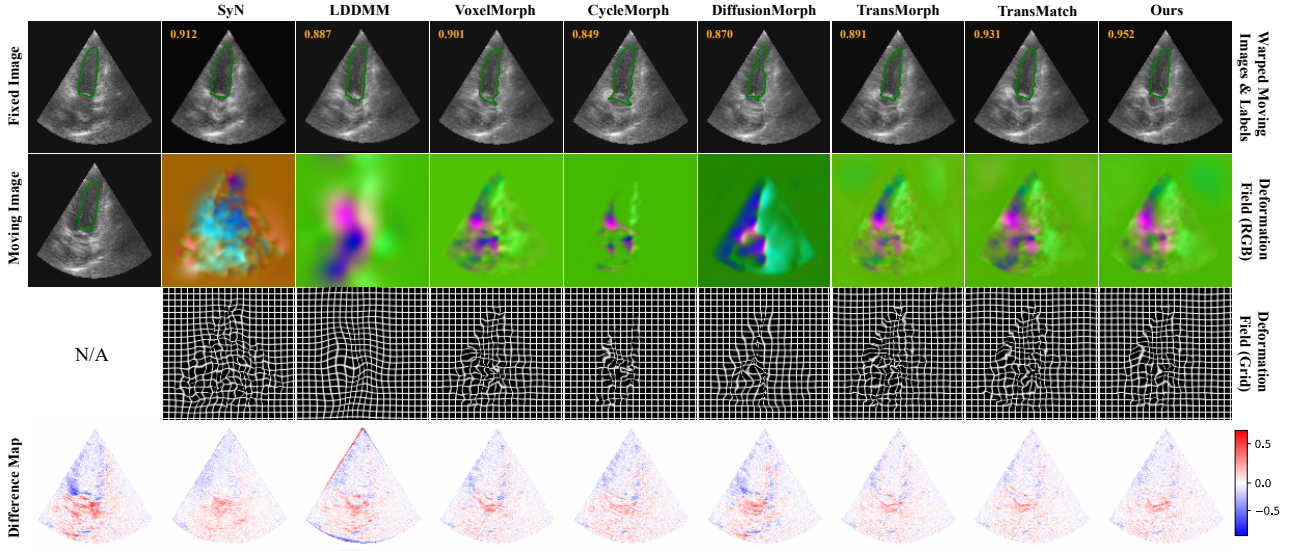 SyN LDDMM VoxelMorph CycleMorph DiffusionMorph TransMorph TransMatch Ours
Fixed Image
0.912 0.887 0.901 0.849 0.870 0.891 0.931 0.952
Warped Moving
Images & Labels
Moving Image
Deformation
Field (RGB)
N/A
Deformation
Field (Grid)
Difference Map
0.5
0.0
−0.5